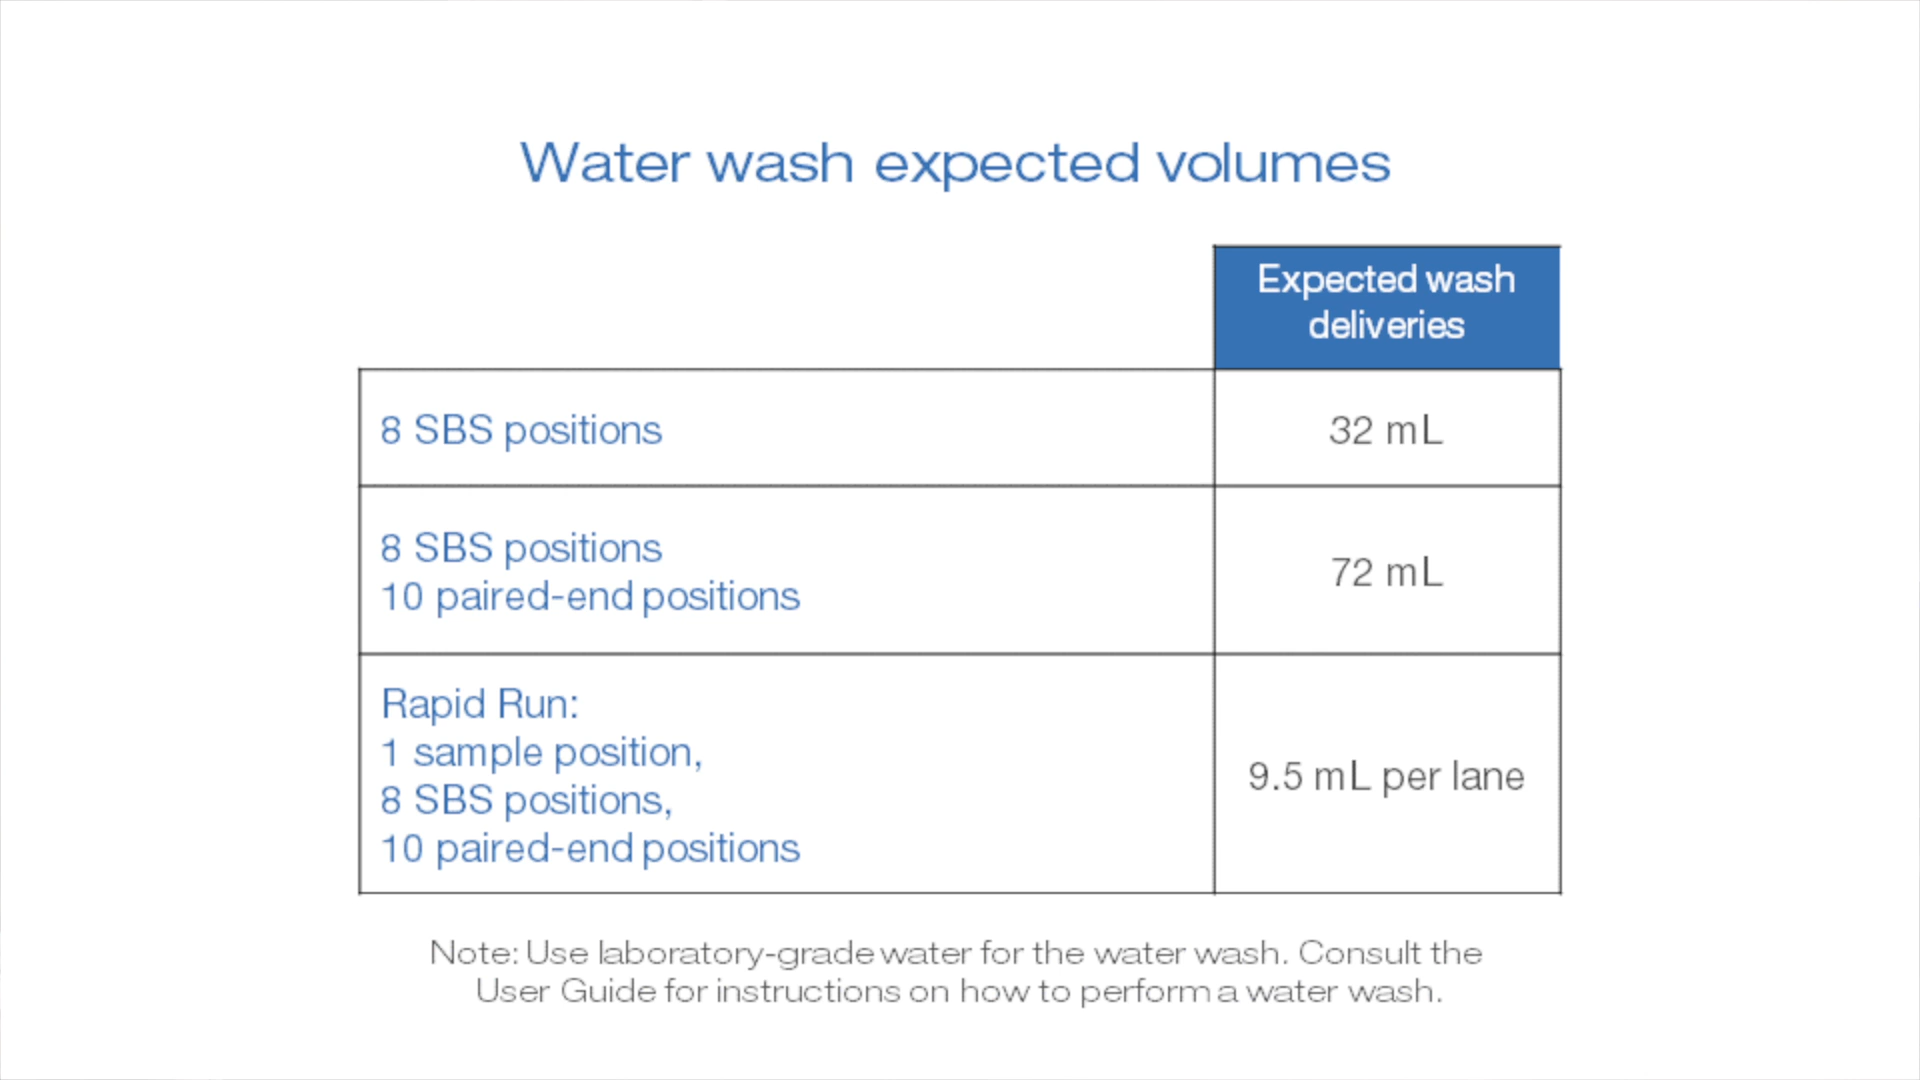 Water wash expected volumes
Expected wash
deliveries
8 SBS positions
32 mL
8 SBS positions
10 paired-end positions
72 mL
Rapid Run:
1 sample position,
8 SBS positions,
10 paired-end positions
9.5 mL per lane
Note: Use laboratory-grade water for the water wash. Consult the
User Guide for instructions on how to perform a water wash.